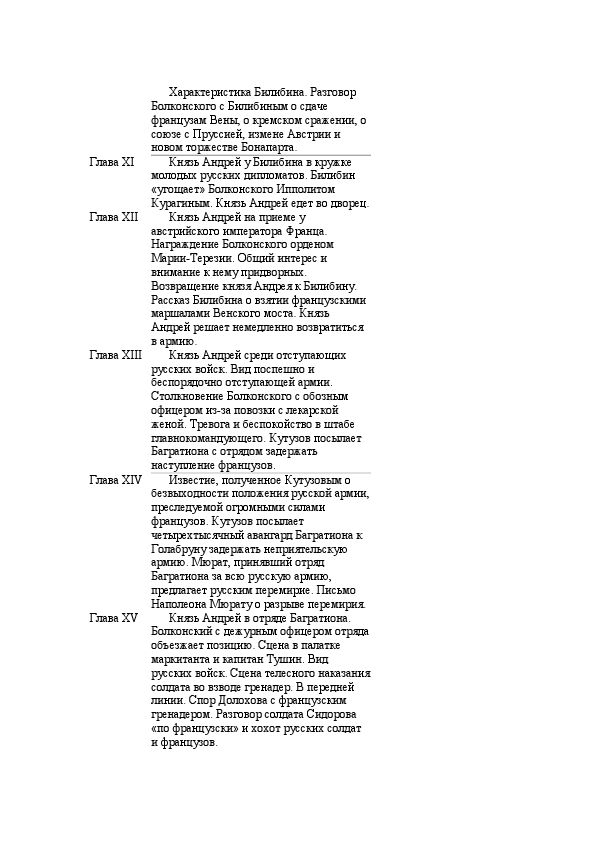 Характеристика Билибина. Разговор
Болконского с Билибиным о сдаче
французам Вены, о кремском сражении, о
союзе с Пруссией, измене Австрии и
новом торжестве Бонапарта.
Глава XI Князь Андрей у Билибина в кружке
молодых русских дипломатов. Билибин
«угощает» Болконского Ипполитом
Курагиным. Князь Андрей едет во дворец.
Глава XII Князь Андрей на приеме у
австрийского императора Франца.
Награждение Болконского орденом
Марии-Терезии. Общий интерес и
внимание к нему придворных.
Возвращение князя Андрея к Билибину.
Рассказ Билибина о взятии французскими
маршалами Венского моста. Князь
Андрей решает немедленно возвратиться
в армию.
Глава XIII Князь Андрей среди отступающих
русских войск. Вид поспешно и
беспорядочно отступающей армии.
Столкновение Болконского с обозным
офицером из-за повозки с лекарской
женой. Тревога и беспокойство в штабе
главнокомандующего. Кутузов посылает
Багратиона с отрядом задержать
наступление французов.
Глава XIV Известие, полученное Кутузовым о
безвыходности положения русской армии,
преследуемой огромными силами
французов. Кутузов посылает
четырехтысячный авангард Багратиона к
Голабруну задержать неприятельскую
армию. Мюрат, принявший отряд
Багратиона за всю русскую армию,
предлагает русским перемирие. Письмо
Наполеона Мюрату о разрыве перемирия.
Глава XV Князь Андрей в отряде Багратиона.
Болконский с дежурным офицером отряда
объезжает позицию. Сцена в палатке
маркитанта и капитан Тушин. Вид
русских войск. Сцена телесного наказания
солдата во взводе гренадер. В передней
линии. Спор Долохова с французским
гренадером. Разговор солдата Сидорова
«по французски» и хохот русских солдат
и французов.